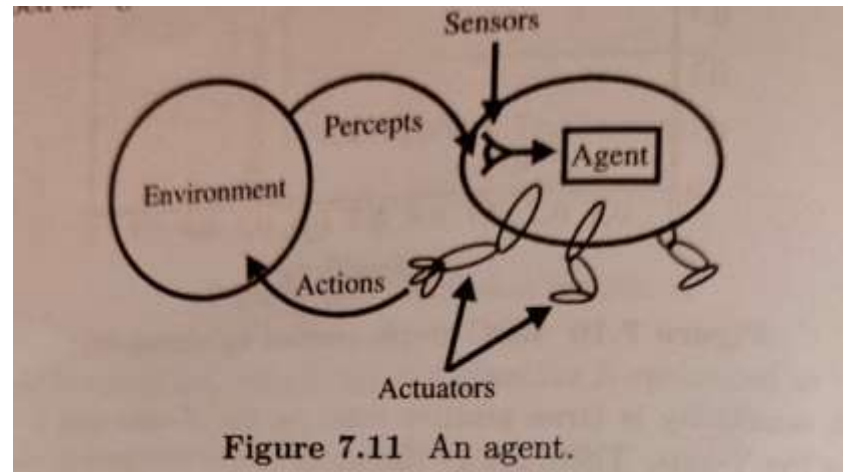 Sensors
Percepts
Agent
Environment
Actions
Actuators
Figure 7.11 An agent.